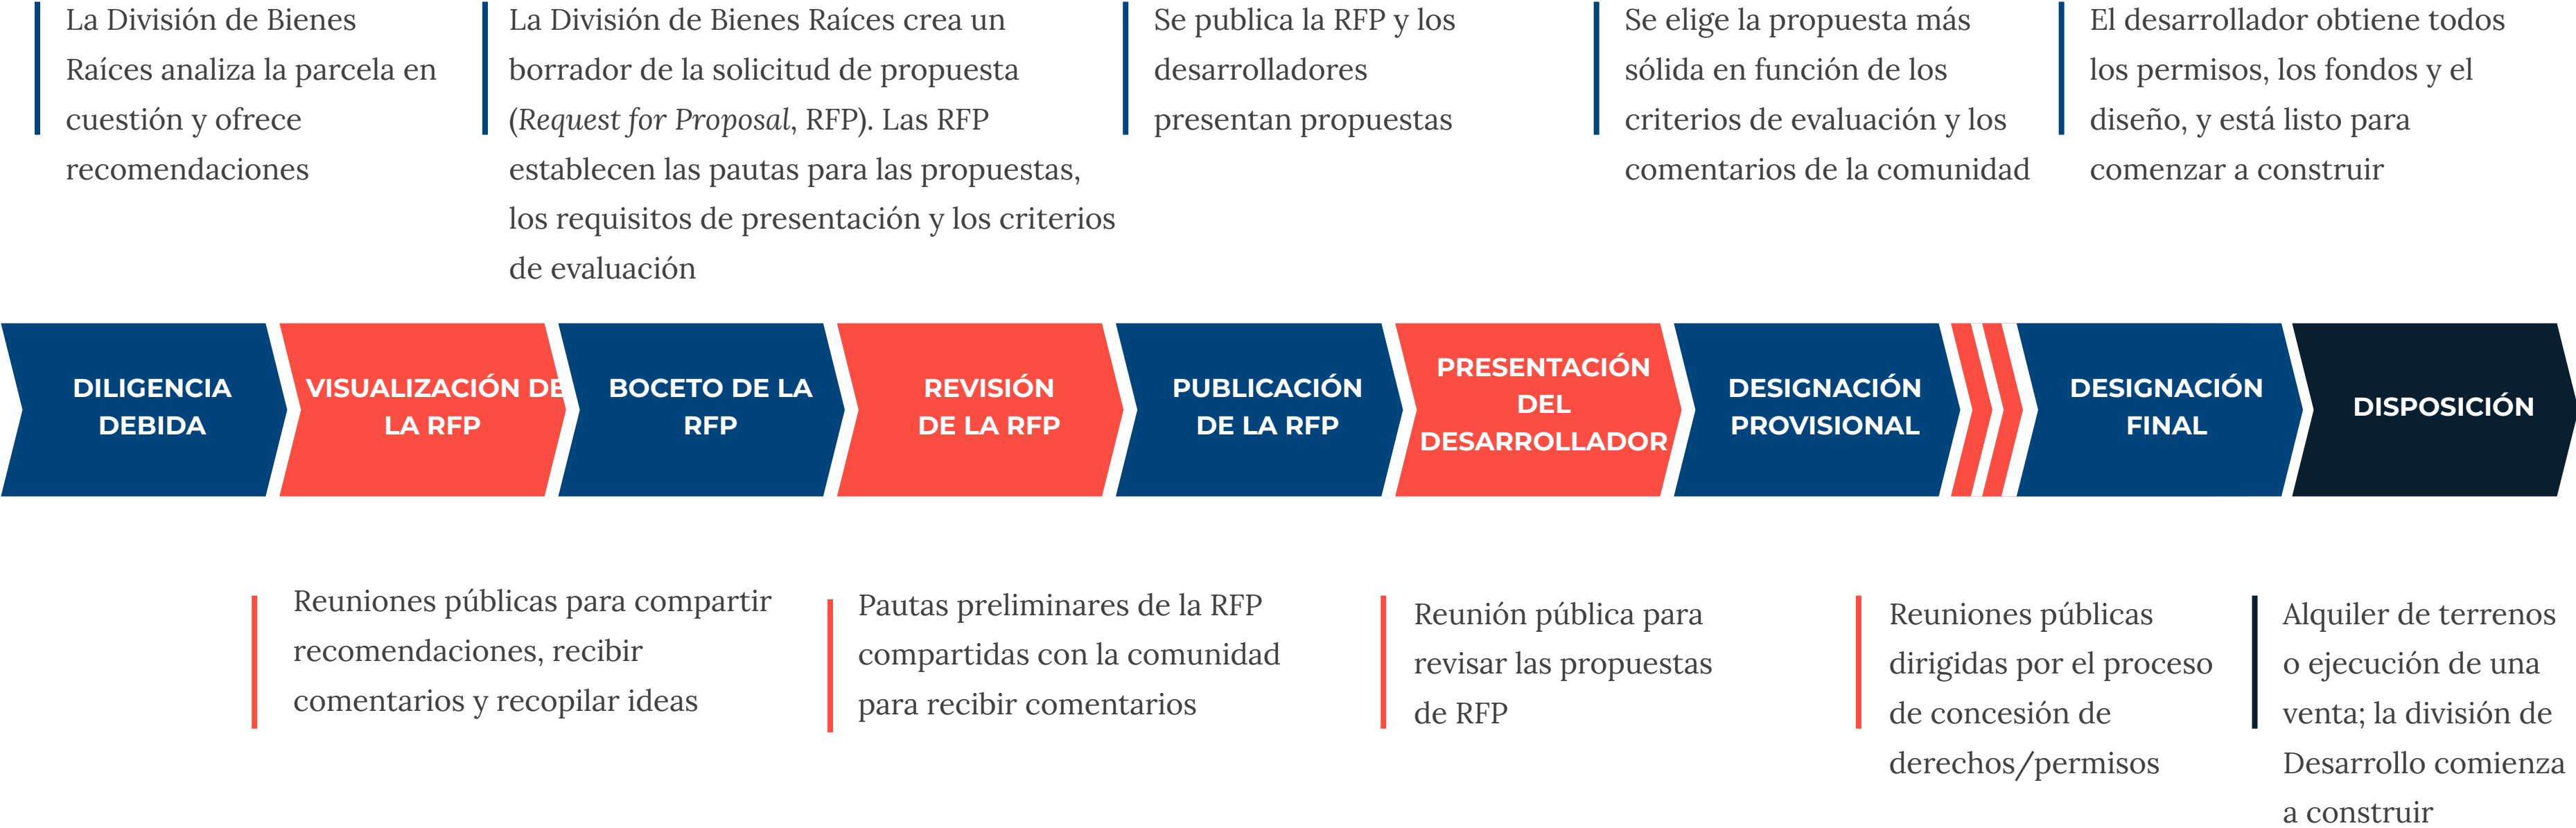 La División de Bienes
Raíces analiza la parcela en
cuestión y ofrece
recomendaciones
La División de Bienes Raíces crea un
borrador de la solicitud de propuesta
(Request for Proposal, RFP). Las RFP
establecen las pautas para las propuestas,
los requisitos de presentación y los criterios
de evaluación
Se publica la RFP y los
desarrolladores
presentan propuestas
Se elige la propuesta más
sólida en función de los
criterios de evaluación y los
comentarios de la comunidad
El desarrollador obtiene todos
los permisos, los fondos y el
diseño, y está listo para
comenzar a construir
DILIGENCIA
DEBIDA
VISUALIZACIÓN DE
LA RFP
BOCETO DE LA
RFP
REVISIÓN
DE LA RFP
PUBLICACIÓN
DE LA RFP
PRESENTACIÓN
DEL
DESARROLLADOR
DESIGNACIÓN
PROVISIONAL
DESIGNACIÓN
FINAL
DISPOSICIÓN
Reuniones públicas para compartir
recomendaciones, recibir
comentarios y recopilar ideas
Pautas preliminares de la RFP
compartidas con la comunidad
para recibir comentarios
Reunión pública para
revisar las propuestas
de RFP
Reuniones públicas
dirigidas por el proceso
de concesión de
derechos/permisos
Alquiler de terrenos
o ejecución de una
venta; la división de
Desarrollo comienza
a construir